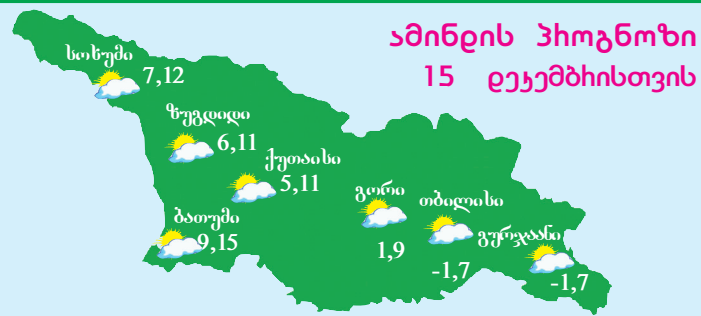 ამინდის პროგნოზი
15 დეკემბრისთვის
სოხუმი
7,12
ზუგდიდი
6,11
ქუთაისი
5,11
ბათუმი
9,15
გორი
1,9
თბილისი
-1,7
გურჯაანი
-1,7